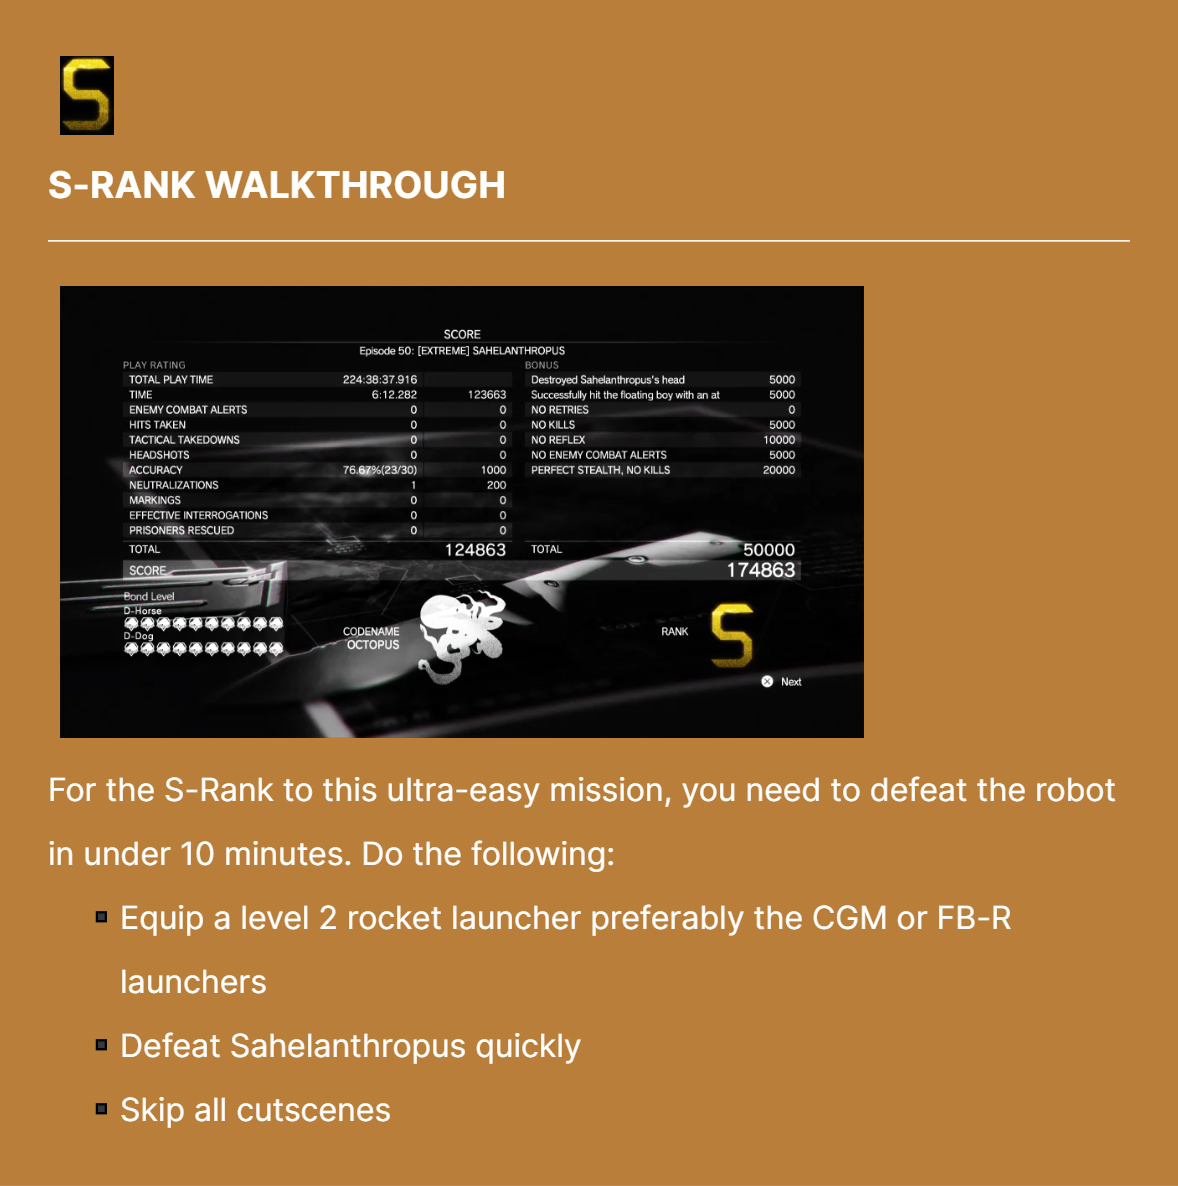 S
S-RANK WALKTHROUGH
SCORE
Episode 50: [EXTREME] SAHELANTHROPUS
PLAY RATING
TOTAL PLAY TIME 224:38:37.916
TIME 6:12.282 123663
ENEMY COMBAT ALERTS 0 0
HITS TAKEN 0 0
TACTICAL TAKEDOWNS 0 0
HEADSHOTS 0 0
ACCURACY 76.67%(23/30) 1000
NEUTRALIZATIONS 1 200
MARKINGS 0 0
EFFECTIVE INTERROGATIONS 0 0
PRISONERS RESCUED 0 0
TOTAL 124863
BONUS
Destroyed Sahelanthropus's head 5000
Successfully hit the floating boy with an at 5000
NO RETRIES 0
NO KILLS 5000
NO REFLEX 10000
NO ENEMY COMBAT ALERTS 5000
PERFECT STEALTH, NO KILLS 20000
TOTAL 50000
SCORE 174863
Bond Level
D-Horse
D-Dog
CODENAME
OCTOPUS
RANK S
Next
For the S-Rank to this ultra-easy mission, you need to defeat the robot
in under 10 minutes. Do the following:
Equip a level 2 rocket launcher preferably the CGM or FB-R
launchers
Defeat Sahelanthropus quickly
Skip all cutscenes